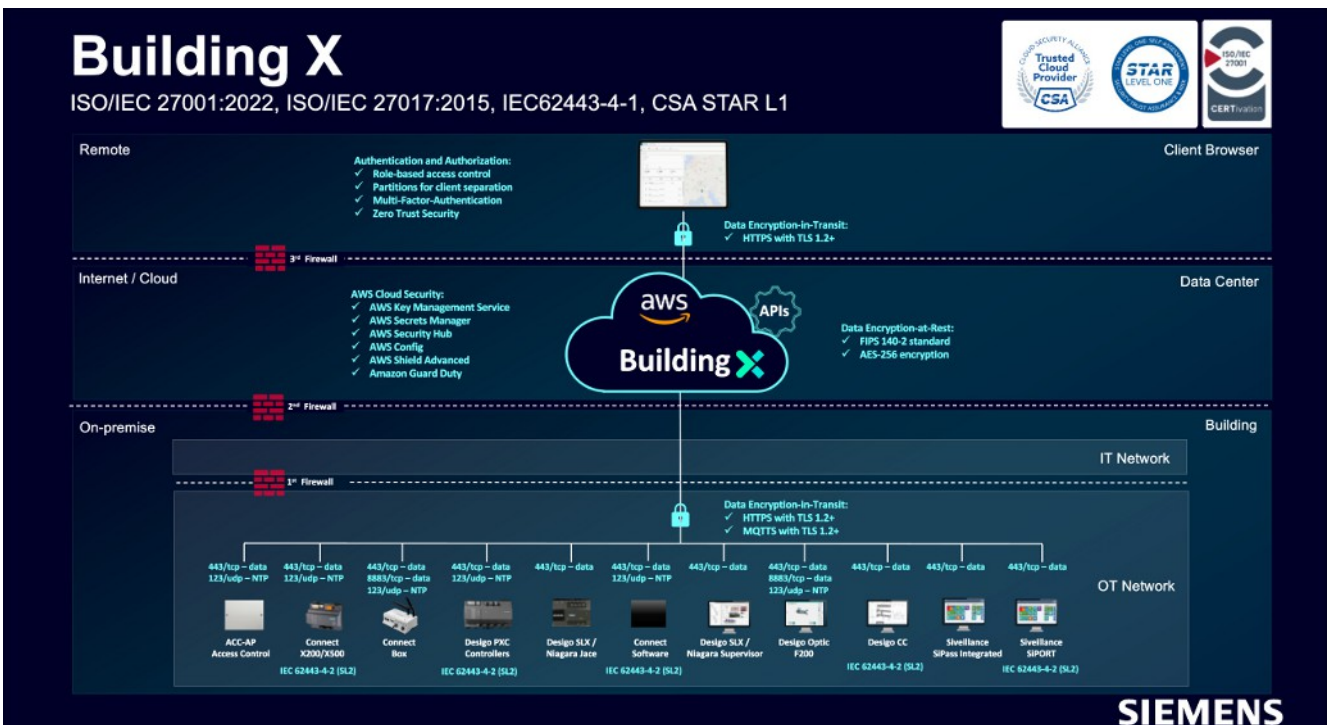 Building X
ISO/IEC 27001:2022, ISO/IEC 27017:2015, IEC62443-4-1, CSA STAR L1
CLOUD SECURITY ALLIANCE
Trusted
Cloud
Provider
CSA
STAR
LEVEL ONE
ISO/IEC
27001
CERTivation
Remote
Client Browser
Authentication and Authorization:
✓ Role-based access control
✓ Partitions for client separation
✓ Multi-Factor-Authentication
✓ Zero Trust Security
Data Encryption-in-Transit:
✓ HTTPS with TLS 1.2+
3rd Firewall
Internet / Cloud
Data Center
AWS Cloud Security:
✓ AWS Key Management Service
✓ AWS Secrets Manager
✓ AWS Security Hub
✓ AWS Config
✓ AWS Shield Advanced
✓ Amazon Guard Duty
aws
APIs
Building X
Data Encryption-at-Rest:
✓ FIPS 140-2 standard
✓ AES-256 encryption
2nd Firewall
On-premise
Building
IT Network
1st Firewall
Data Encryption-in-Transit:
✓ HTTPS with TLS 1.2+
✓ MQTTS with TLS 1.2+
443/tcp – data
123/udp – NTP
443/tcp – data
123/udp – NTP
443/tcp – data
8883/tcp – data
123/udp – NTP
443/tcp – data
123/udp – NTP
443/tcp – data
443/tcp – data
123/udp – NTP
443/tcp – data
443/tcp – data
8883/tcp – data
123/udp – NTP
443/tcp – data
443/tcp – data
443/tcp – data
OT Network
ACC-AP
Access Control
Connect
X200/X500
IEC 62443-4-2 (SL2)
Connect
Box
Desigo PXC
Controllers
IEC 62443-4-2 (SL2)
Desigo SLX /
Niagara Jace
Connect
Software
IEC 62443-4-2 (SL2)
Desigo SLX /
Niagara Supervisor
Desigo Optic
F200
Desigo CC
IEC 62443-4-2 (SL2)
Siveillance
SiPass Integrated
Siveillance
SIPORT
IEC 62443-4-2 (SL2)
SIEMENS